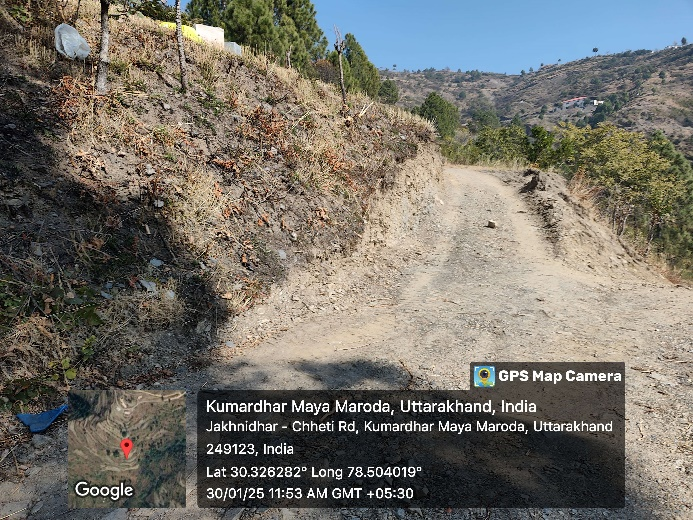 GPS Map Camera
Kumardhar Maya Maroda, Uttarakhand, India
Jakhnidhar - Chheti Rd, Kumardhar Maya Maroda, Uttarakhand
249123, India
Lat 30.326282° Long 78.504019°
30/01/25 11:53 AM GMT +05:30
Google